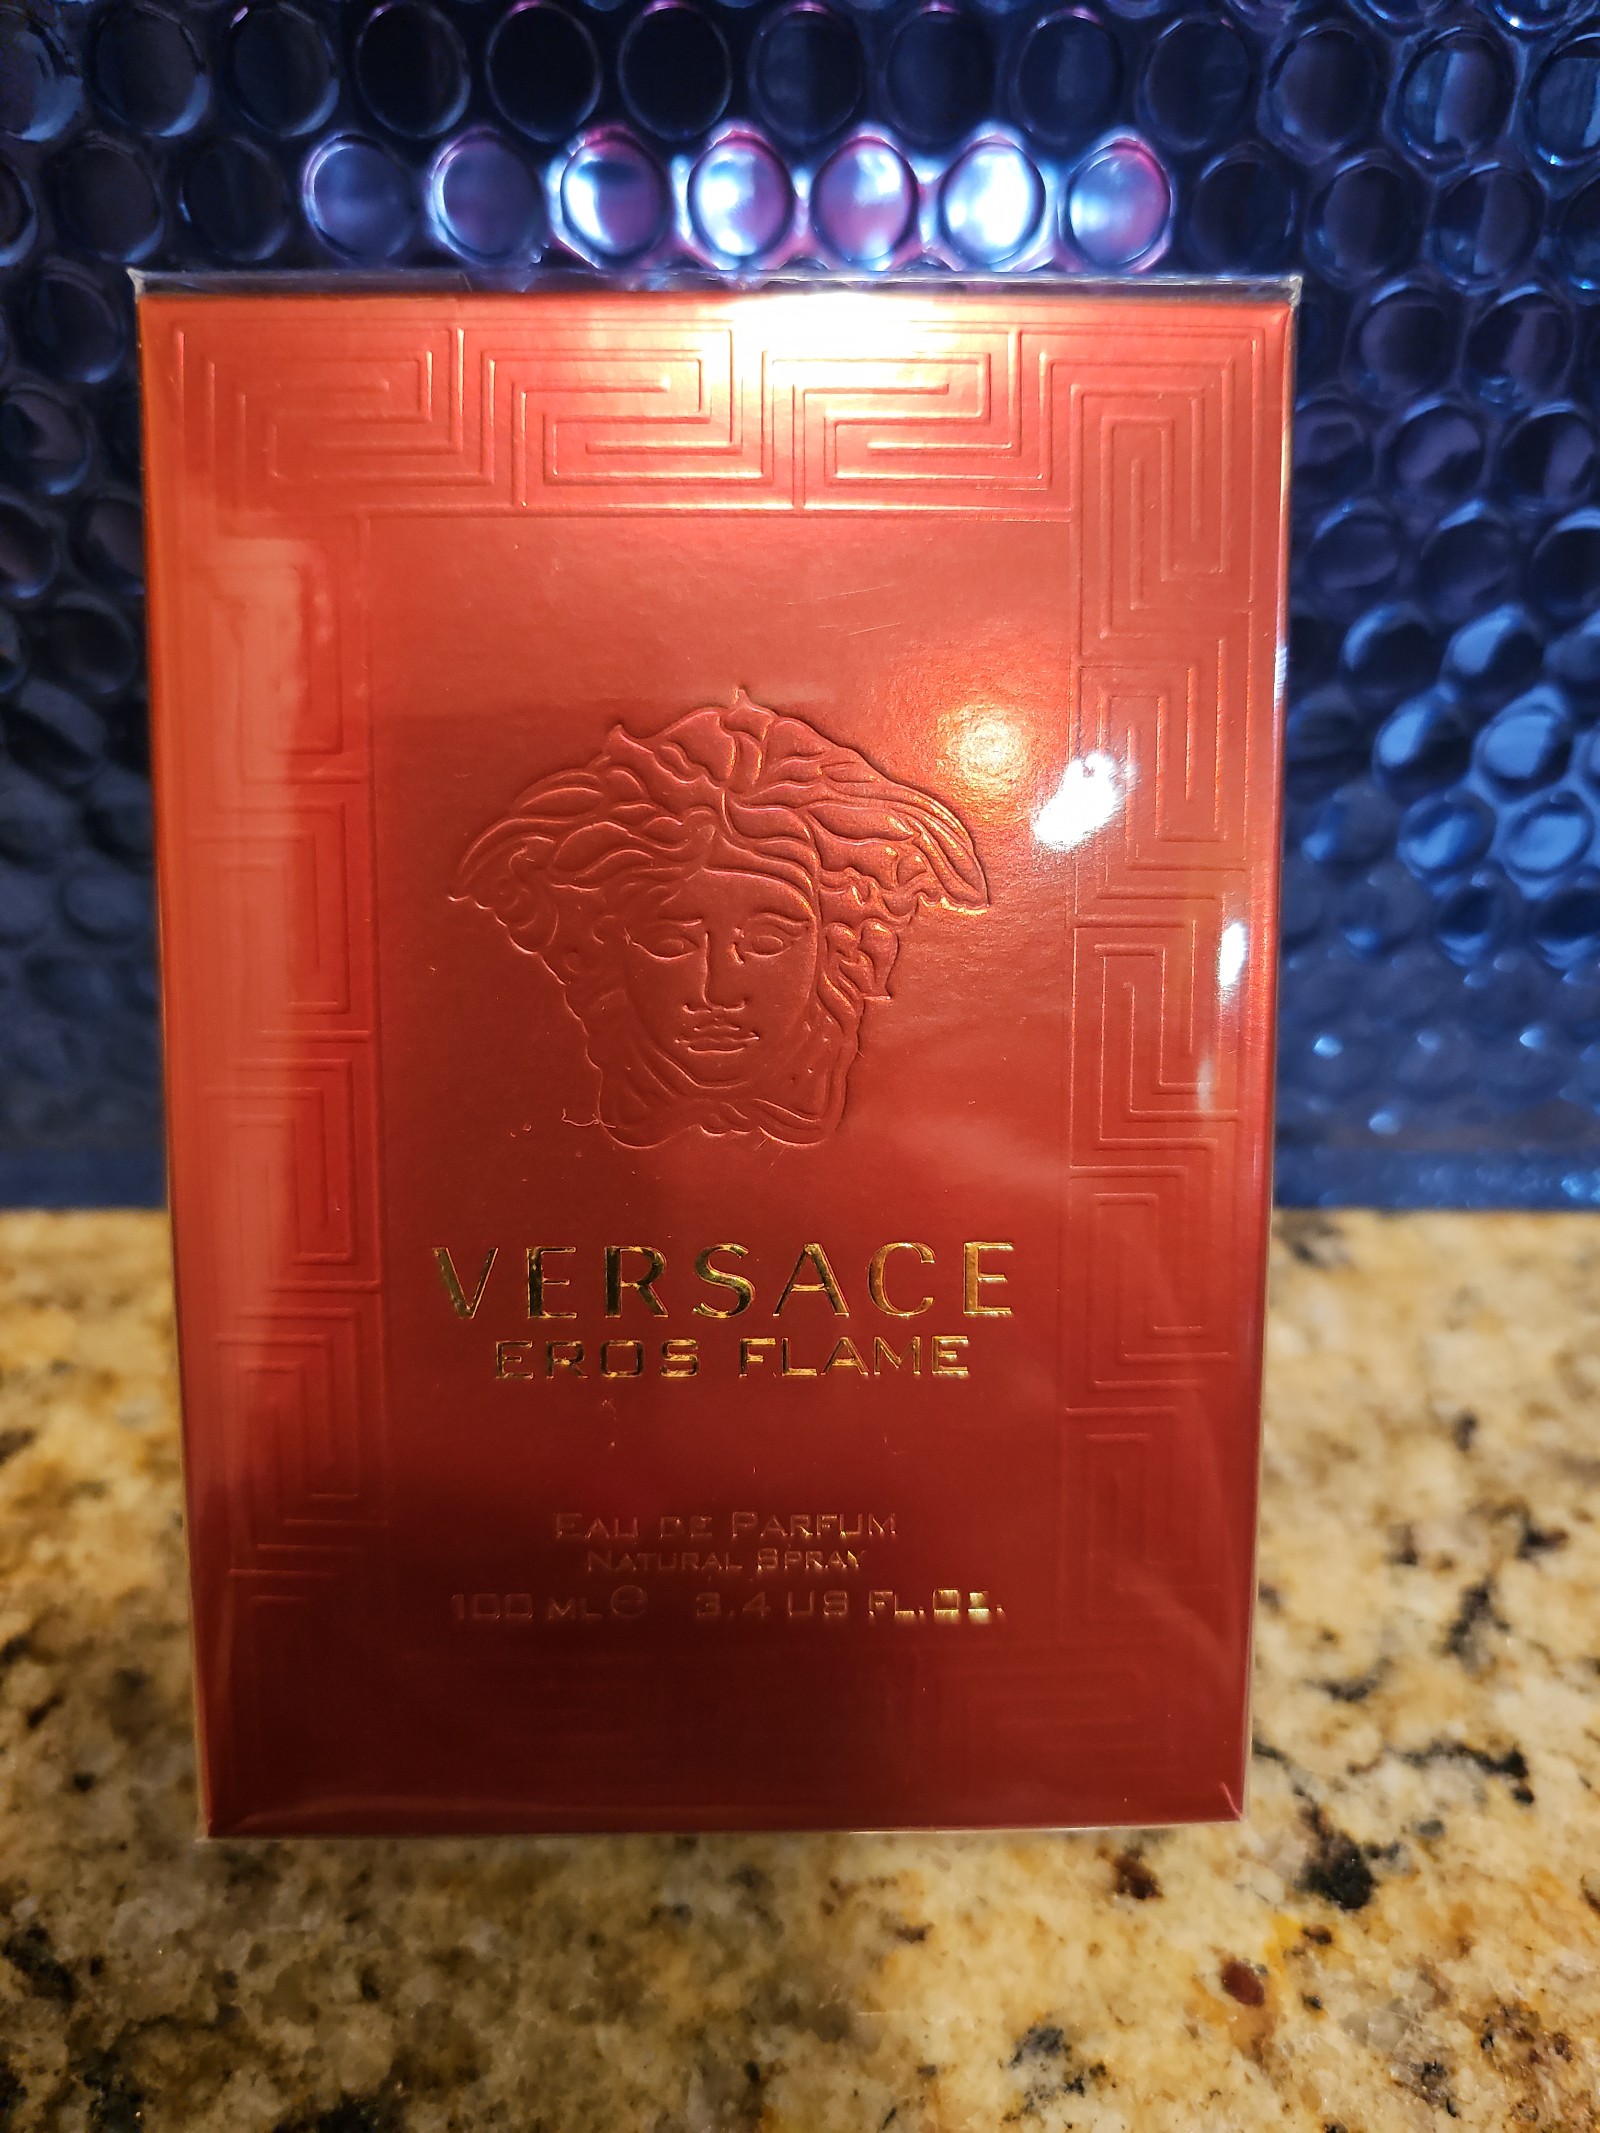 VERSACE
EROS FLAME
EAU DE PARFUM
NATURAL SPRAY
100 ML ℮ 3.4 US FL.OZ.